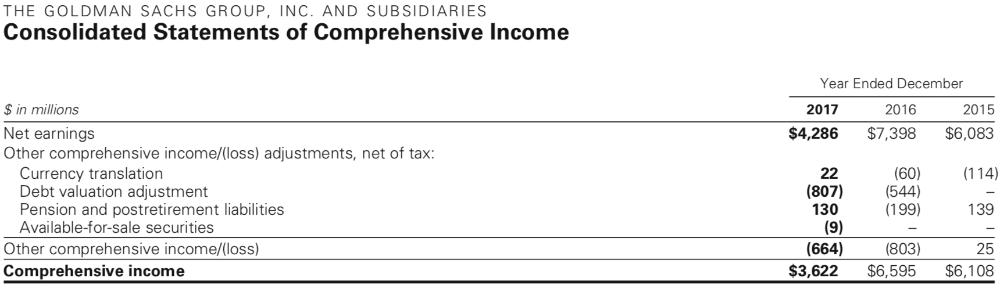 THE GOLDMAN SACHS GROUP, INC. AND SUBSIDIARIES
Consolidated Statements of Comprehensive Income
Year Ended December
$ in millions 2017 2016 2015
Net earnings $4,286 $7,398 $6,083
Other comprehensive income/(loss) adjustments, net of tax:
Currency translation 22 (60) (114)
Debt valuation adjustment (807) (544) –
Pension and postretirement liabilities 130 (199) 139
Available-for-sale securities (9) – –
Other comprehensive income/(loss) (664) (803) 25
Comprehensive income $3,622 $6,595 $6,108